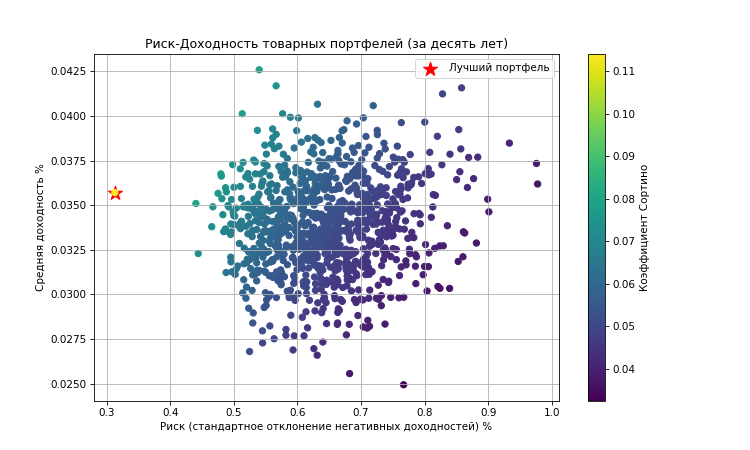 Риск-Доходность товарных портфелей (за десять лет)
Лучший портфель
0.0425
0.0400
0.0375
0.0350
0.0325
0.0300
0.0275
0.0250
Средняя доходность %
0.3 0.4 0.5 0.6 0.7 0.8 0.9 1.0
Риск (стандартное отклонение негативных доходностей) %
0.11
0.10
0.09
0.08
0.07
0.06
0.05
0.04
Коэффициент Сортино